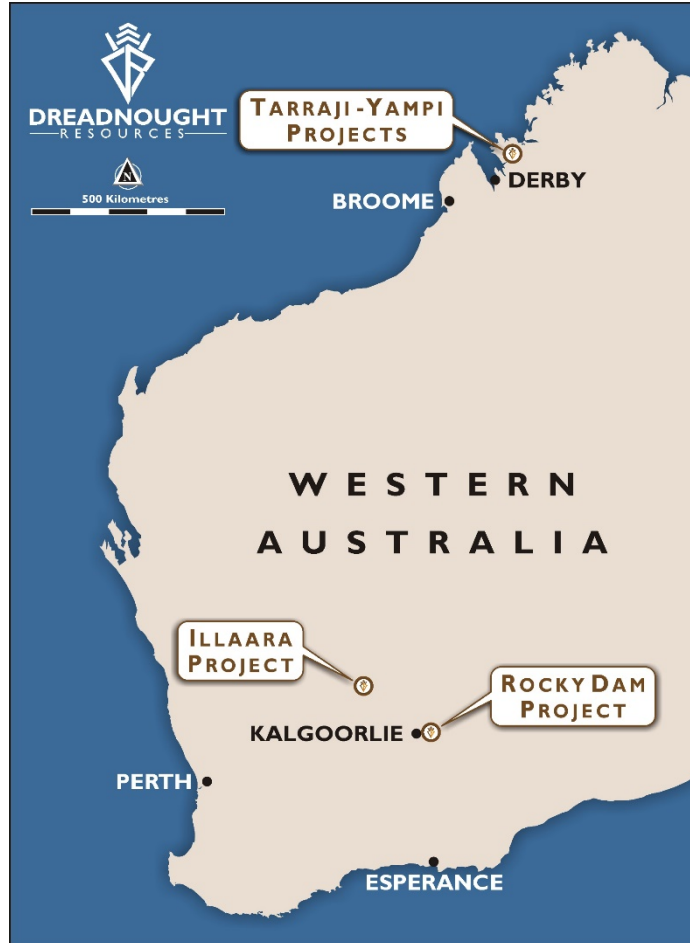 DREADNOUGHT
RESOURCES
N
500 Kilometres
TARRAJI-YAMPI
PROJECTS
DERBY
BROOME
WESTERN
AUSTRALIA
ILLAARA
PROJECT
ROCKY DAM
PROJECT
KALGOORLIE
PERTH
ESPERANCE